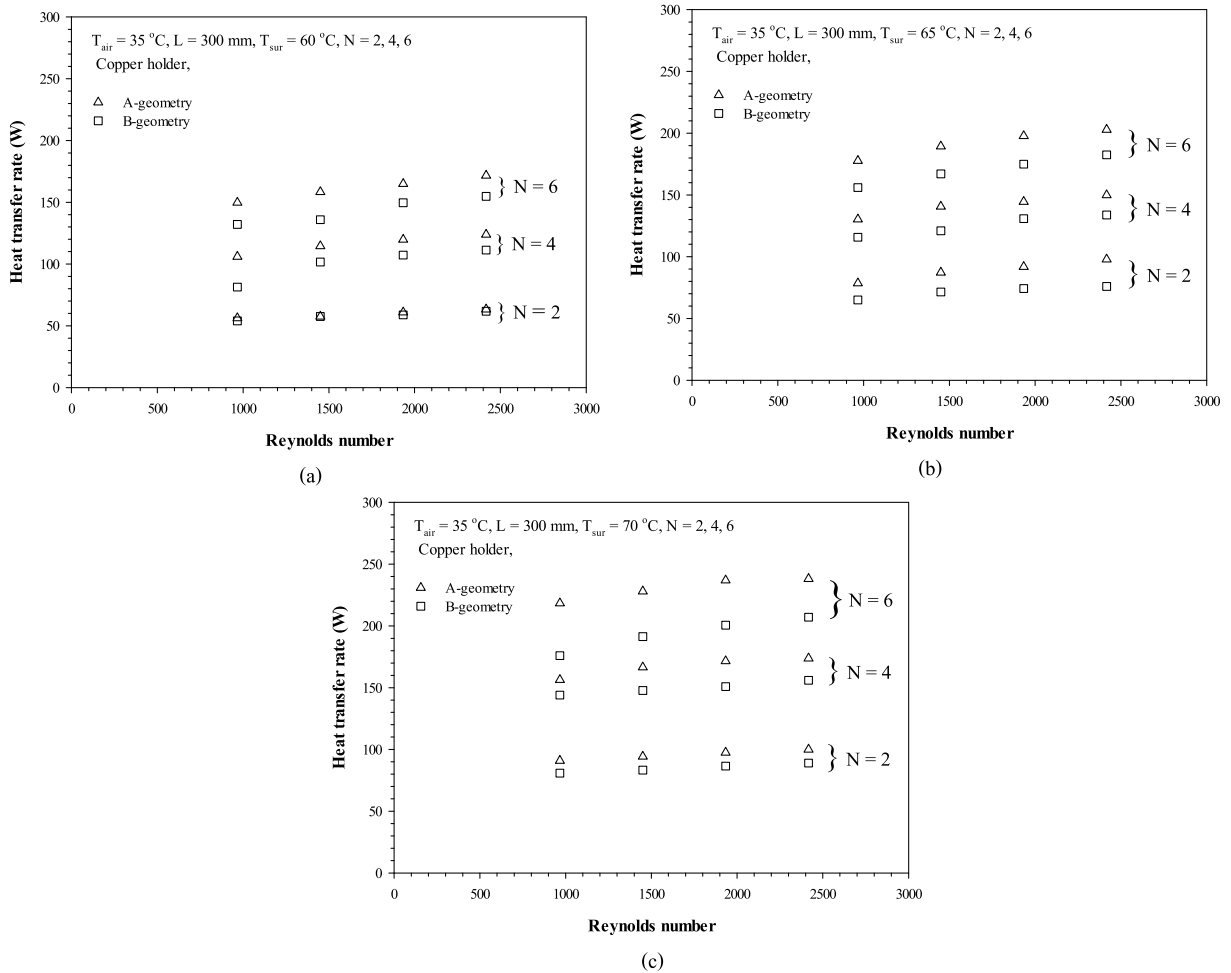 T_air = 35 °C, L = 300 mm, T_sur = 60 °C, N = 2, 4, 6
Copper holder,
A-geometry
B-geometry
Heat transfer rate (W)
300
250
200
150
100
50
0
N = 6
N = 4
N = 2
0 500 1000 1500 2000 2500 3000
Reynolds number
(a)
T_air = 35 °C, L = 300 mm, T_sur = 65 °C, N = 2, 4, 6
Copper holder,
A-geometry
B-geometry
Heat transfer rate (W)
300
250
200
150
100
50
0
N = 6
N = 4
N = 2
0 500 1000 1500 2000 2500 3000
Reynolds number
(b)
T_air = 35 °C, L = 300 mm, T_sur = 70 °C, N = 2, 4, 6
Copper holder,
A-geometry
B-geometry
Heat transfer rate (W)
300
250
200
150
100
50
0
N = 6
N = 4
N = 2
0 500 1000 1500 2000 2500 3000
Reynolds number
(c)